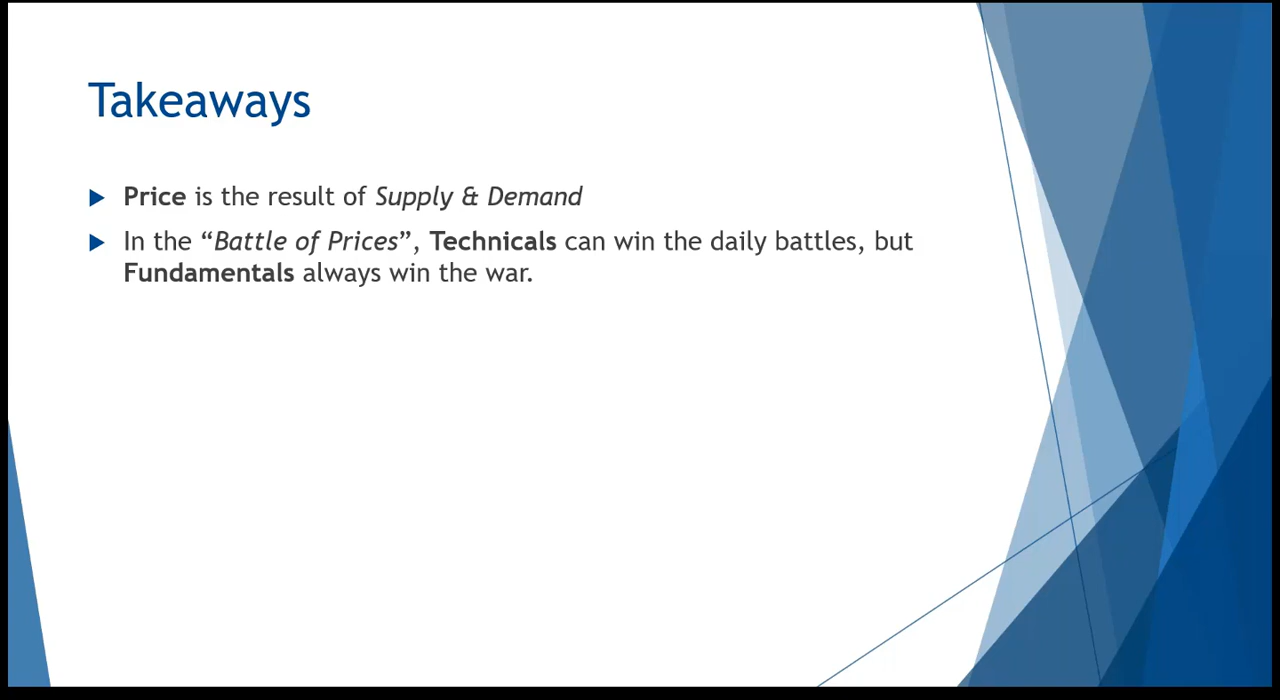 Takeaways
Price is the result of Supply & Demand
In the “Battle of Prices”, Technicals can win the daily battles, but
Fundamentals always win the war.